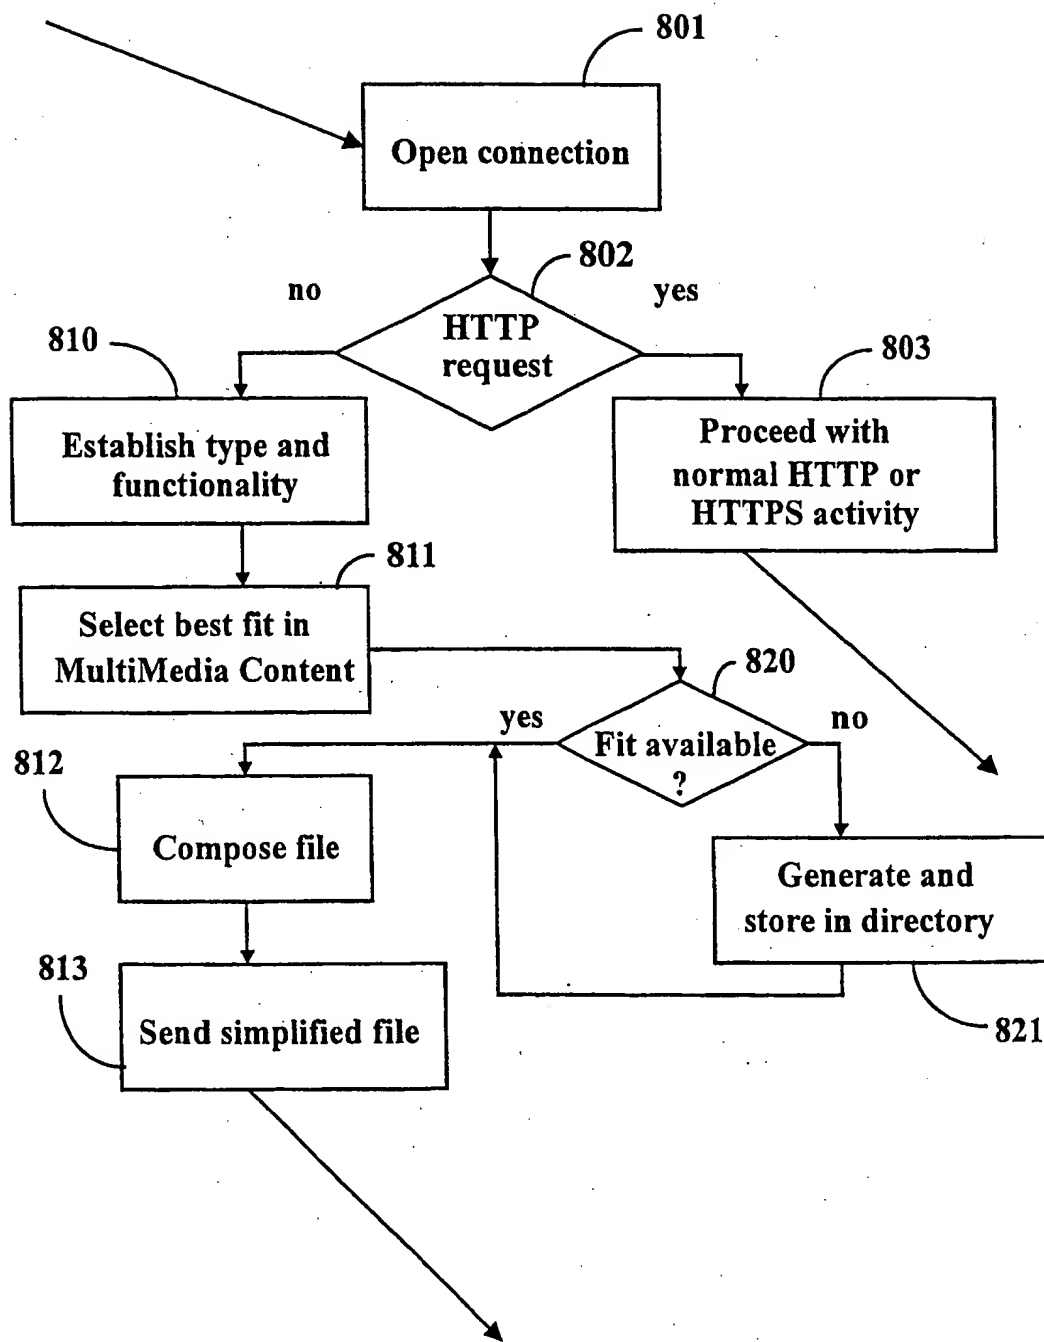 801
Open connection
802
no
yes
HTTP
request
810
803
Establish type and
functionality
Proceed with
normal HTTP or
HTTPS activity
811
Select best fit in
MultiMedia Content
820
yes
no
Fit available
?
812
Compose file
Generate and
store in directory
813
Send simplified file
821